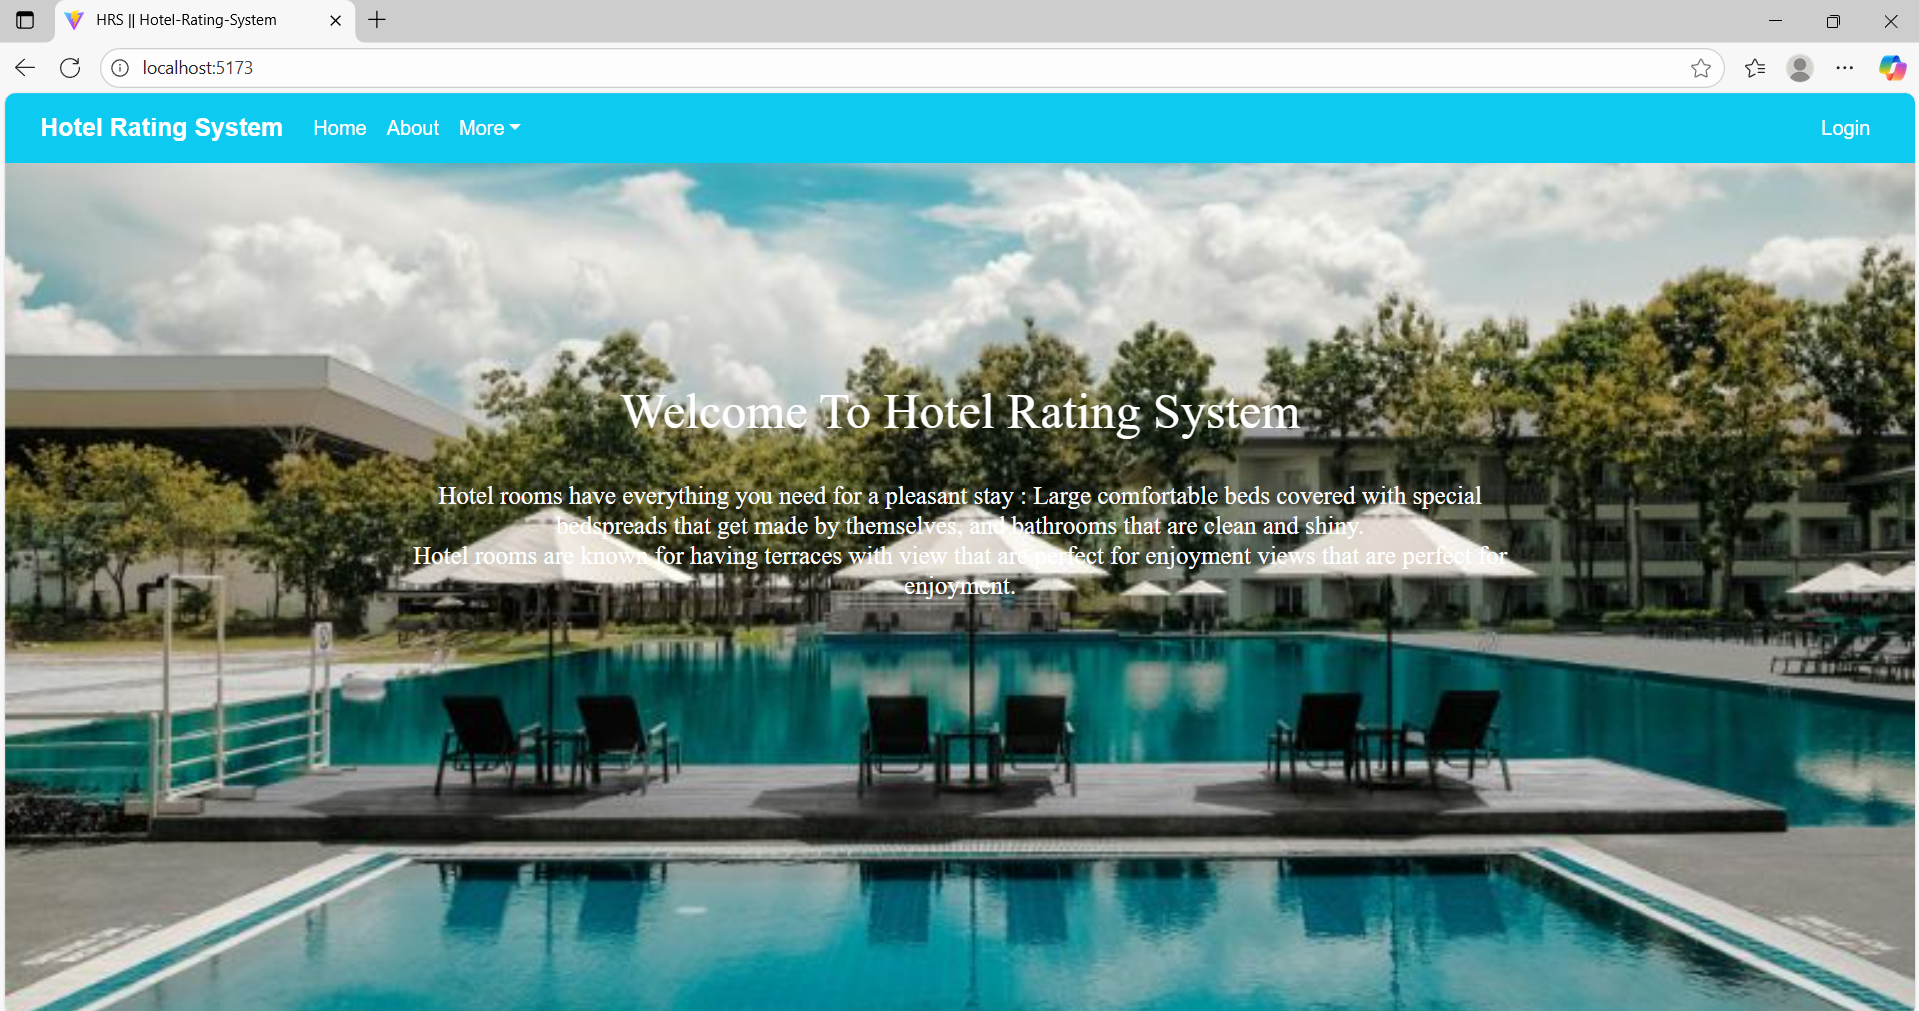 HRS || Hotel-Rating-System
localhost:5173
Hotel Rating System Home About More Login
Welcome To Hotel Rating System
Hotel rooms have everything you need for a pleasant stay : Large comfortable beds covered with special
bedspreads that get made by themselves, and bathrooms that are clean and shiny.
Hotel rooms are known for having terraces with view that are perfect for enjoyment views that are perfect for
enjoyment.